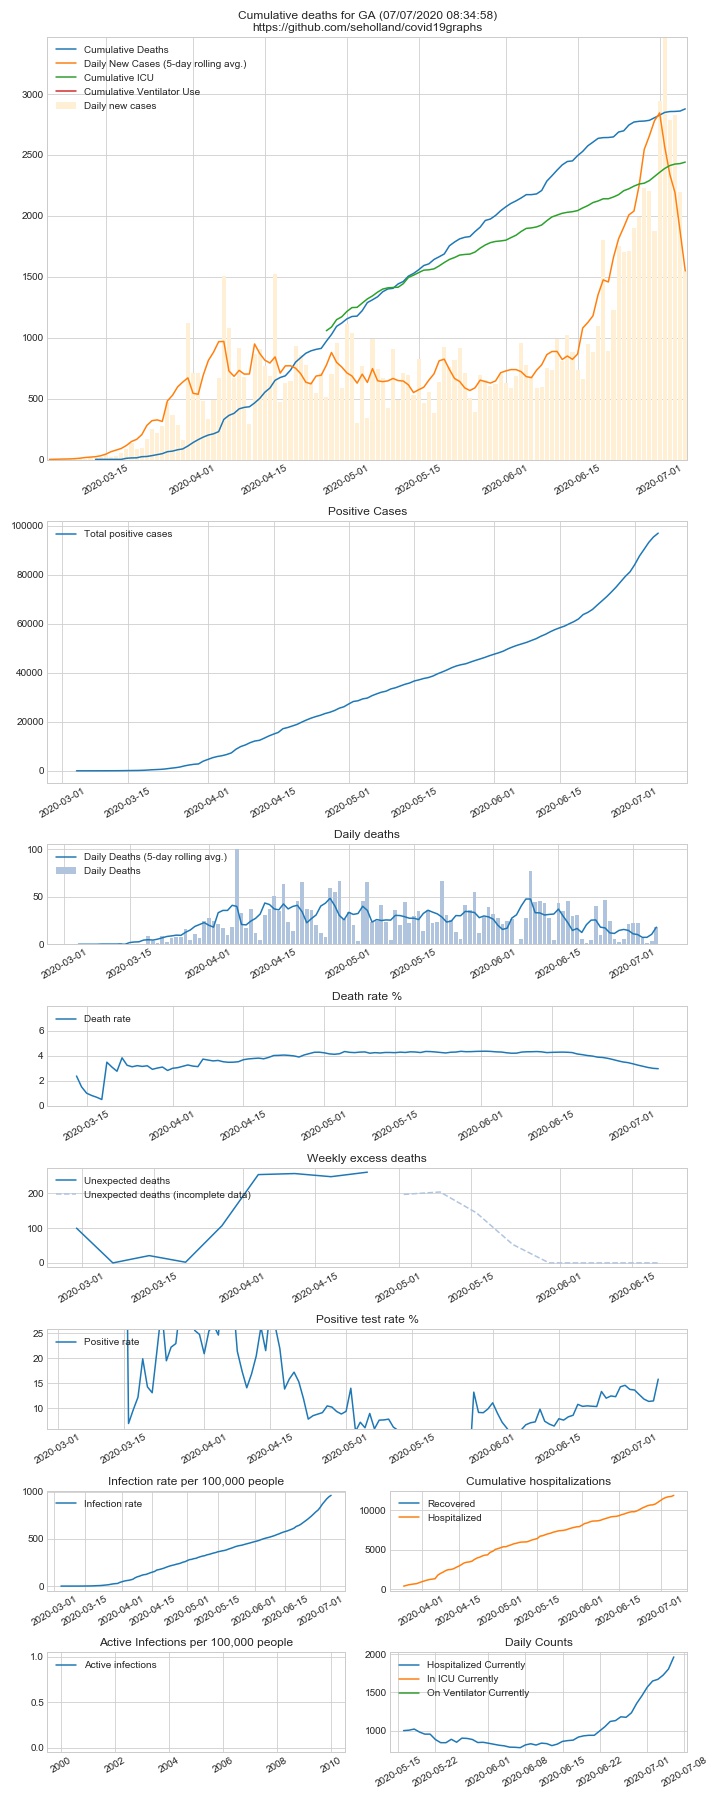 Cumulative deaths for GA (07/07/2020 08:34:58)
https://github.com/seholland/covid19graphs
Cumulative Deaths
Daily New Cases (5-day rolling avg.)
Cumulative ICU
Cumulative Ventilator Use
Daily new cases
3000
2500
2000
1500
1000
500
0
2020-03-15 2020-04-01 2020-04-15 2020-05-01 2020-05-15 2020-06-01 2020-06-15 2020-07-01
Positive Cases
Total positive cases
100000
80000
60000
40000
20000
0
2020-03-01 2020-03-15 2020-04-01 2020-04-15 2020-05-01 2020-05-15 2020-06-01 2020-06-15 2020-07-01
Daily deaths
Daily Deaths (5-day rolling avg.)
Daily Deaths
100
50
0
2020-03-01 2020-03-15 2020-04-01 2020-04-15 2020-05-01 2020-05-15 2020-06-01 2020-06-15 2020-07-01
Death rate %
Death rate
6
4
2
0
2020-03-15 2020-04-01 2020-04-15 2020-05-01 2020-05-15 2020-06-01 2020-06-15 2020-07-01
Weekly excess deaths
Unexpected deaths
Unexpected deaths (incomplete data)
200
100
0
2020-03-01 2020-03-15 2020-04-01 2020-04-15 2020-05-01 2020-05-15 2020-06-01 2020-06-15
Positive test rate %
Positive rate
25
20
15
10
2020-03-01 2020-03-15 2020-04-01 2020-04-15 2020-05-01 2020-05-15 2020-06-01 2020-06-15 2020-07-01
Infection rate per 100,000 people
Infection rate
1000
500
0
2020-03-01 2020-03-15 2020-04-01 2020-04-15 2020-05-01 2020-05-15 2020-06-01 2020-06-15 2020-07-01
Cumulative hospitalizations
Recovered
Hospitalized
10000
5000
0
2020-04-01 2020-04-15 2020-05-01 2020-05-15 2020-06-01 2020-06-15 2020-07-01
Active Infections per 100,000 people
Active infections
1.0
0.5
0.0
2000 2002 2004 2006 2008 2010
Daily Counts
Hospitalized Currently
In ICU Currently
On Ventilator Currently
2000
1500
1000
2020-05-15 2020-05-22 2020-06-01 2020-06-08 2020-06-15 2020-06-22 2020-07-01 2020-07-08